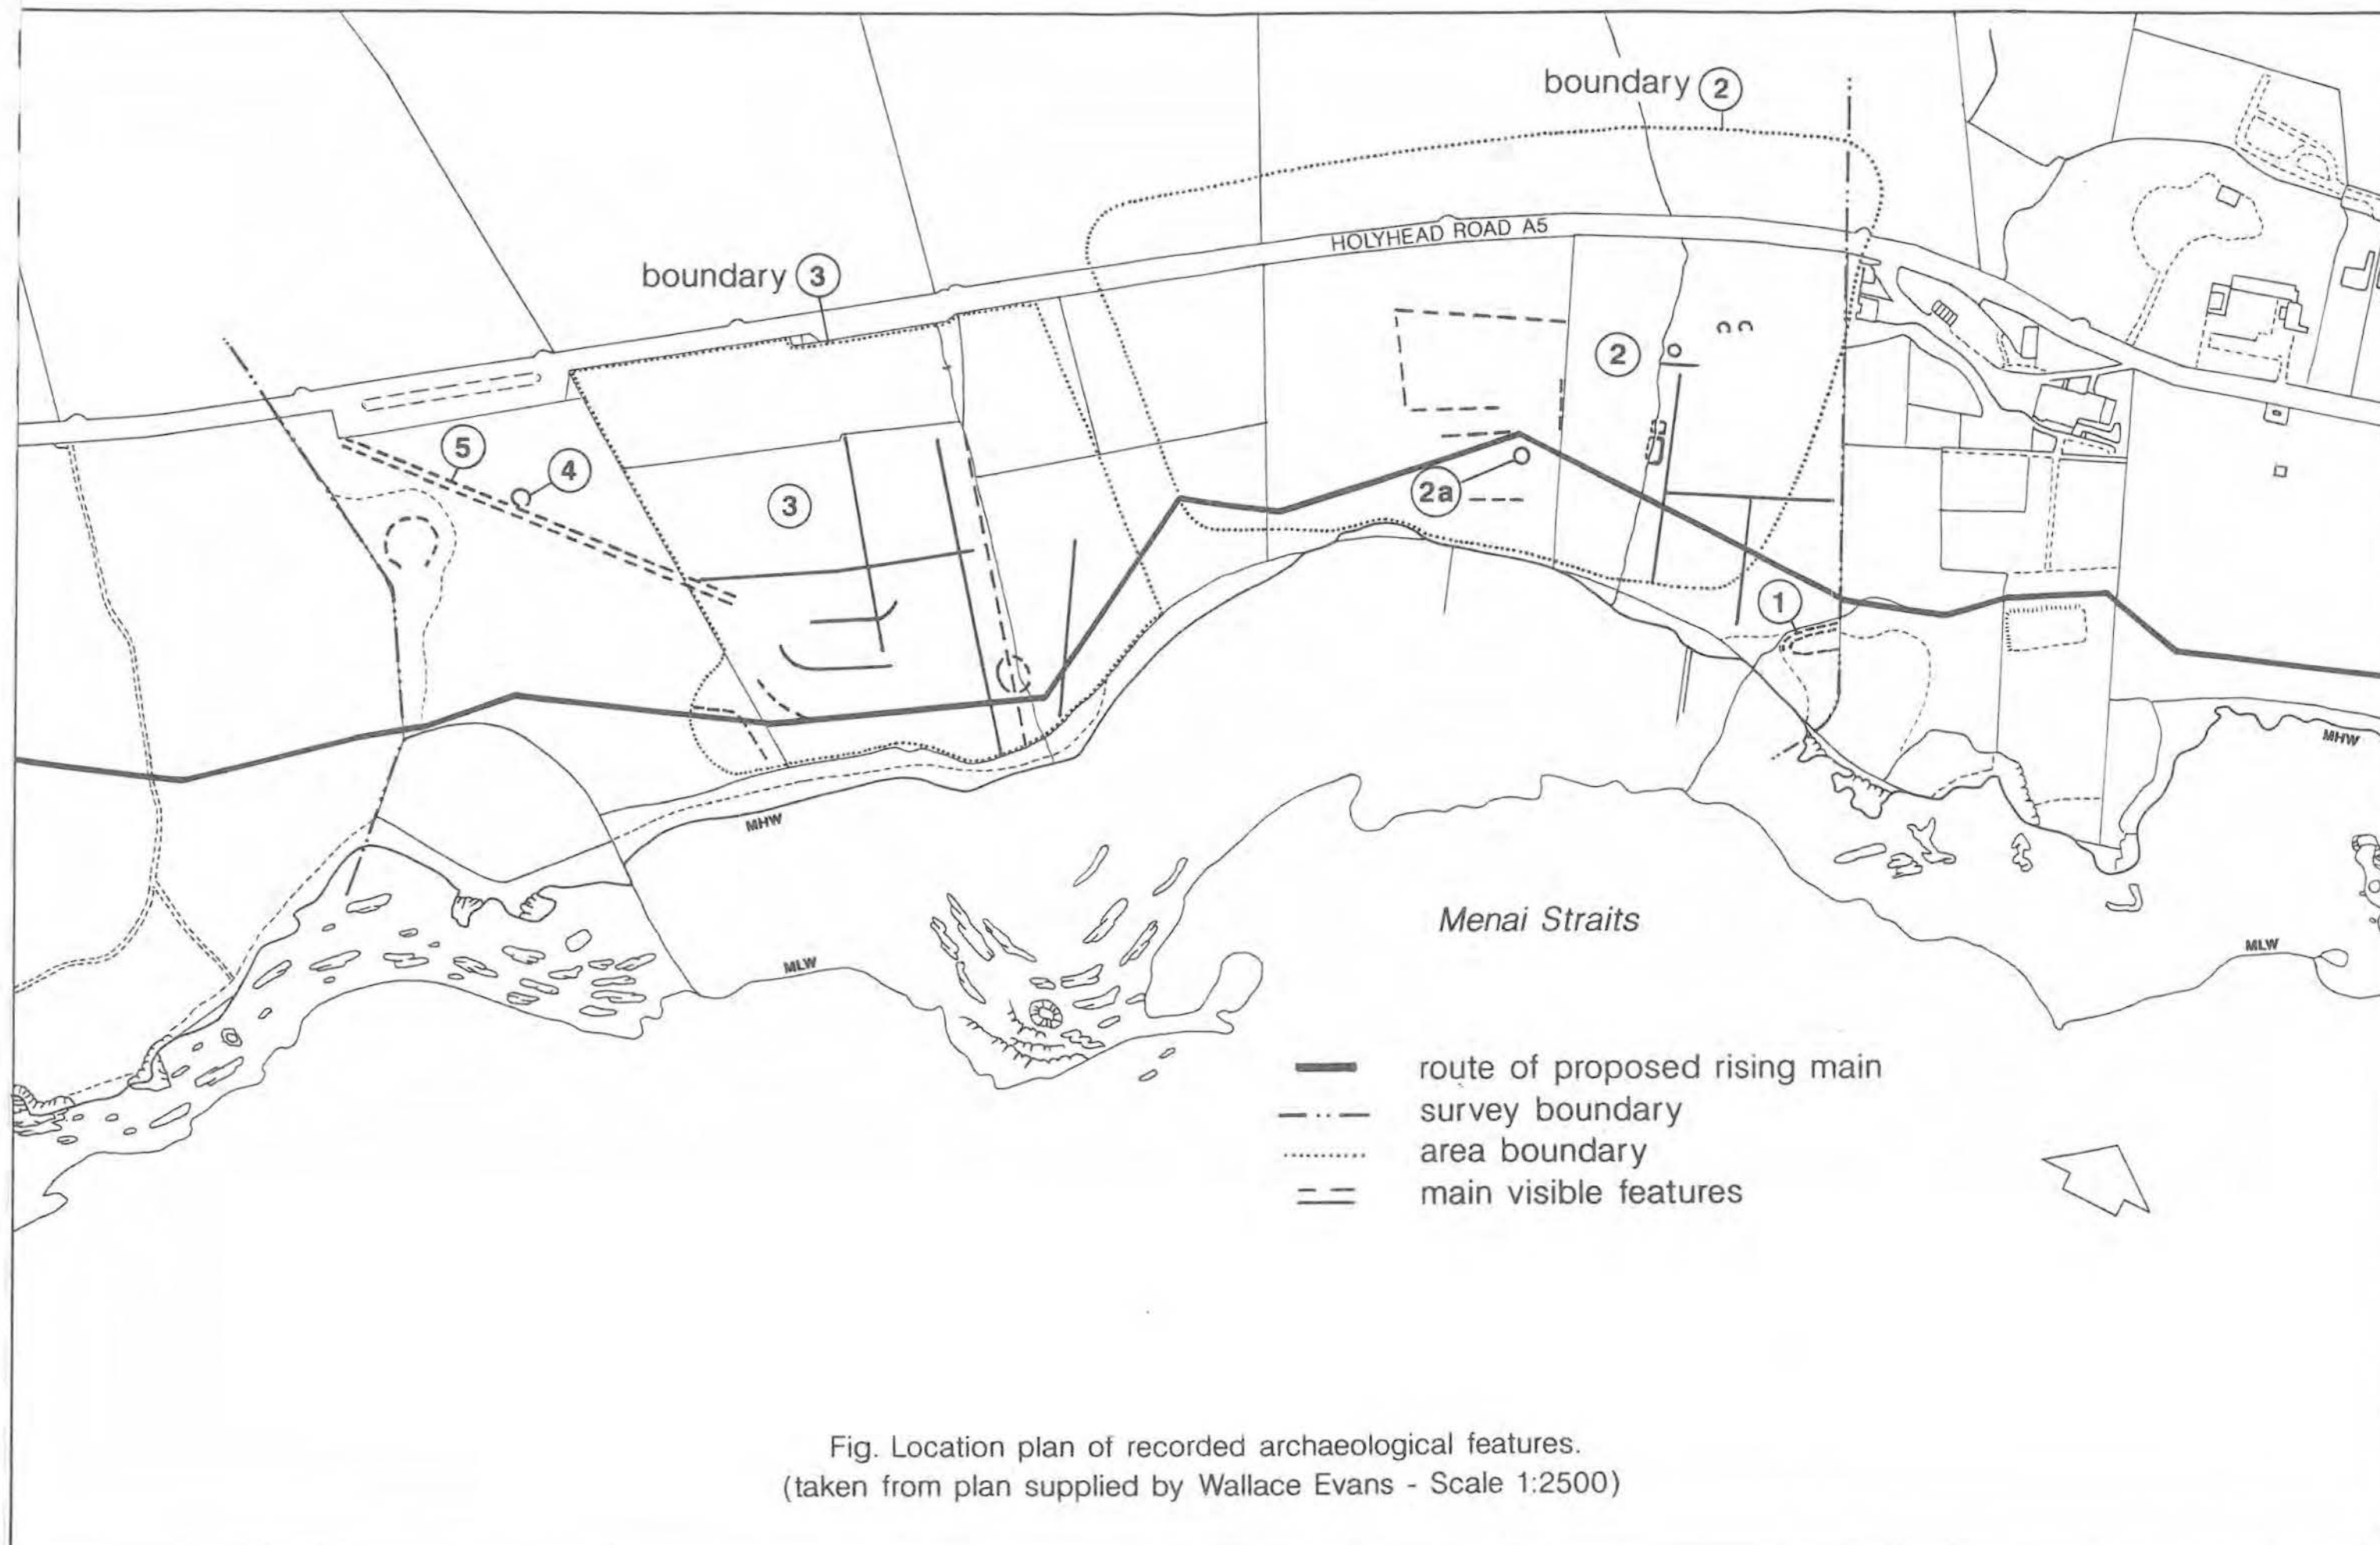 boundary 2
HOLYHEAD ROAD A5
boundary 3
2
5
4
3
2a
1
MHW
MHW
Menai Straits
MLW
MLW
route of proposed rising main
survey boundary
area boundary
main visible features
Fig. Location plan of recorded archaeological features.
(taken from plan supplied by Wallace Evans - Scale 1:2500)